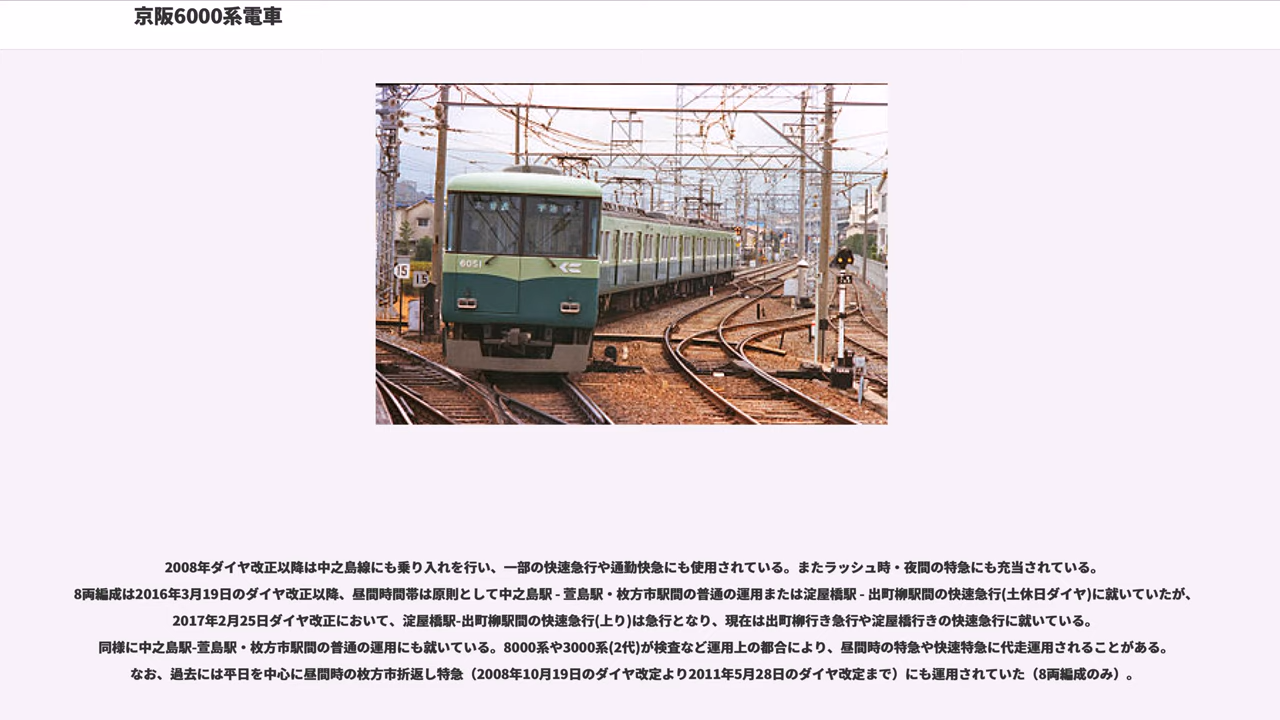 京阪6000系電車
6051
15
15
2008年ダイヤ改正以降は中之島線にも乗り入れを行い、一部の快速急行や通勤快急にも使用されている。またラッシュ時・夜間の特急にも充当されている。
8両編成は2016年3月19日のダイヤ改正以降、昼間時間帯は原則として中之島駅 - 萱島駅・枚方市駅間の普通の運用または淀屋橋駅 - 出町柳駅間の快速急行(土休日ダイヤ)に就いていたが、
2017年2月25日ダイヤ改正において、淀屋橋駅-出町柳駅間の快速急行(上り)は急行となり、現在は出町柳行き急行や淀屋橋行きの快速急行に就いている。
同様に中之島駅-萱島駅・枚方市駅間の普通の運用にも就いている。8000系や3000系(2代)が検査など運用上の都合により、昼間時の特急や快速特急に代走運用されることがある。
なお、過去には平日を中心に昼間時の枚方市折返し特急（2008年10月19日のダイヤ改定より2011年5月28日のダイヤ改定まで）にも運用されていた（8両編成のみ）。